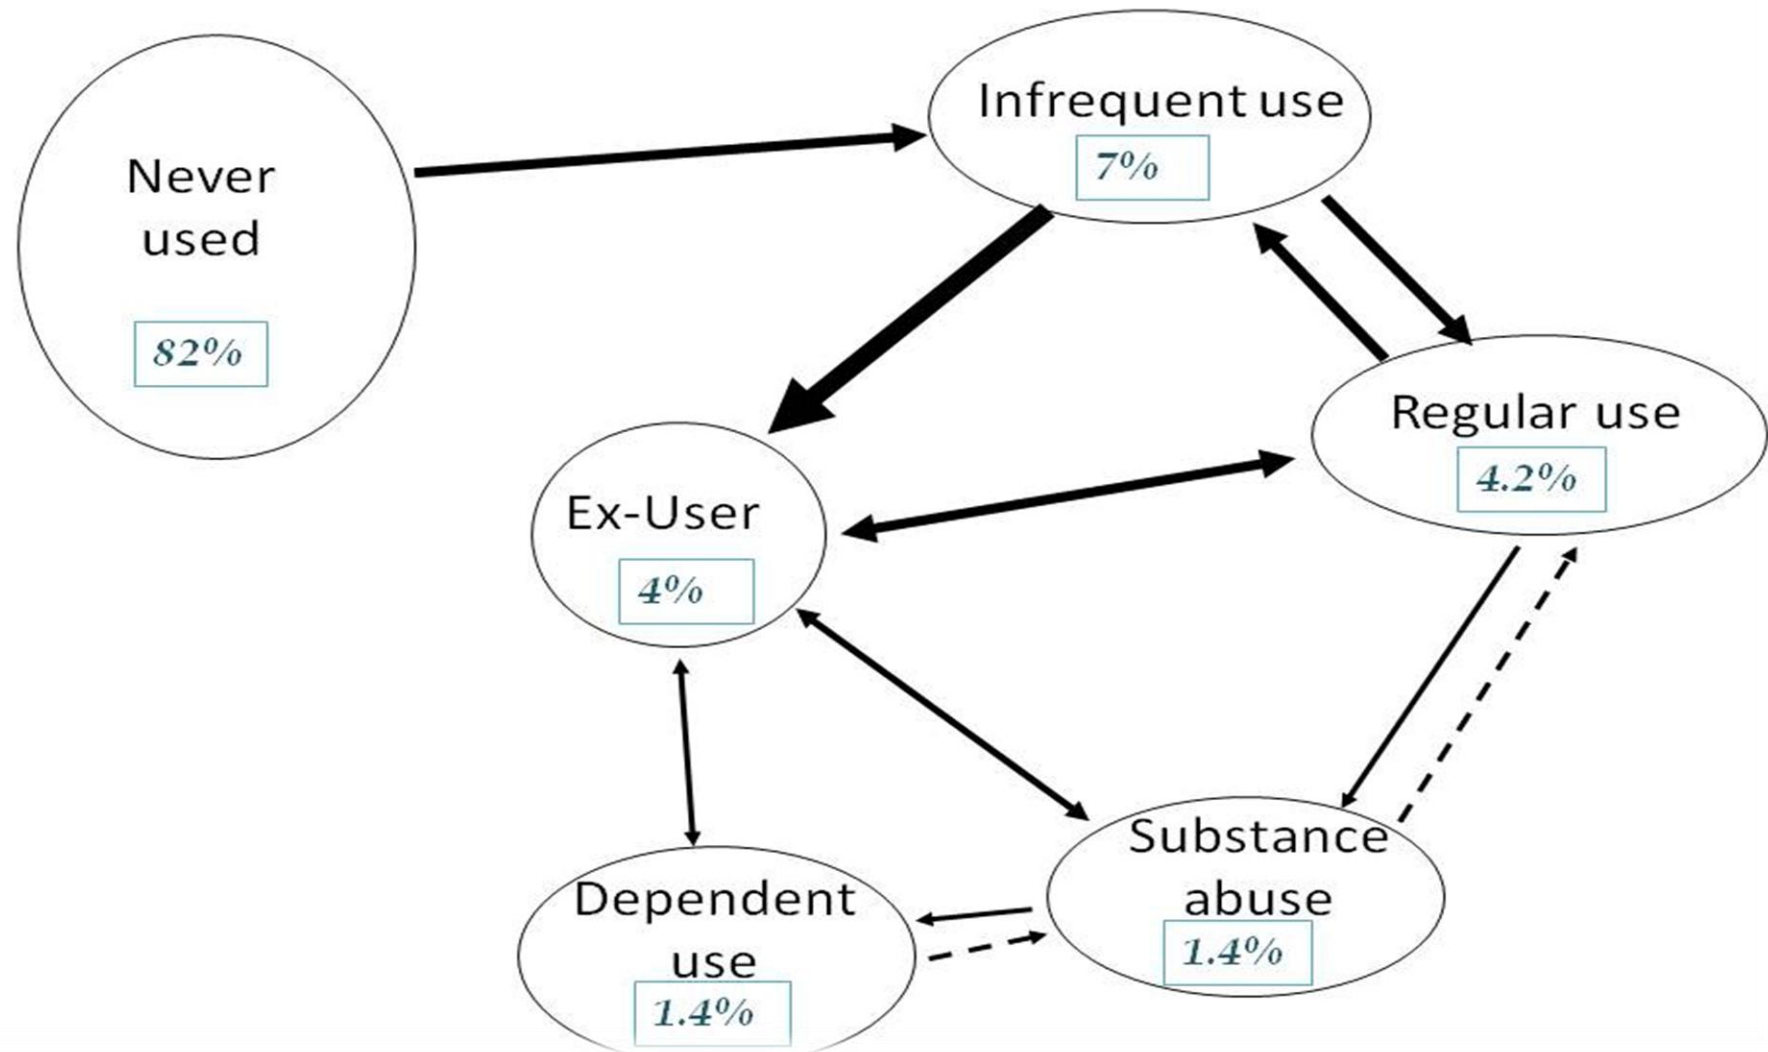 Never
used
82%
Infrequent use
7%
Regular use
4.2%
Ex-User
4%
Substance
abuse
1.4%
Dependent
use
1.4%